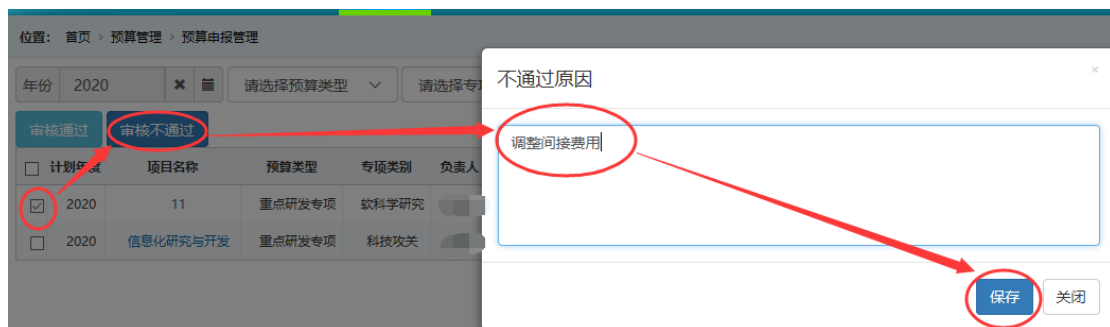 位置： 首页 > 预算管理 > 预算申报管理
年份 2020 请选择预算类型 请选择专
审核通过 审核不通过
计划年度 项目名称 预算类型 专项类别 负责人
2020 11 重点研发专项 软科学研究
2020 信息化研究与开发 重点研发专项 科技攻关
不通过原因
×
调整间接费用
保存 关闭